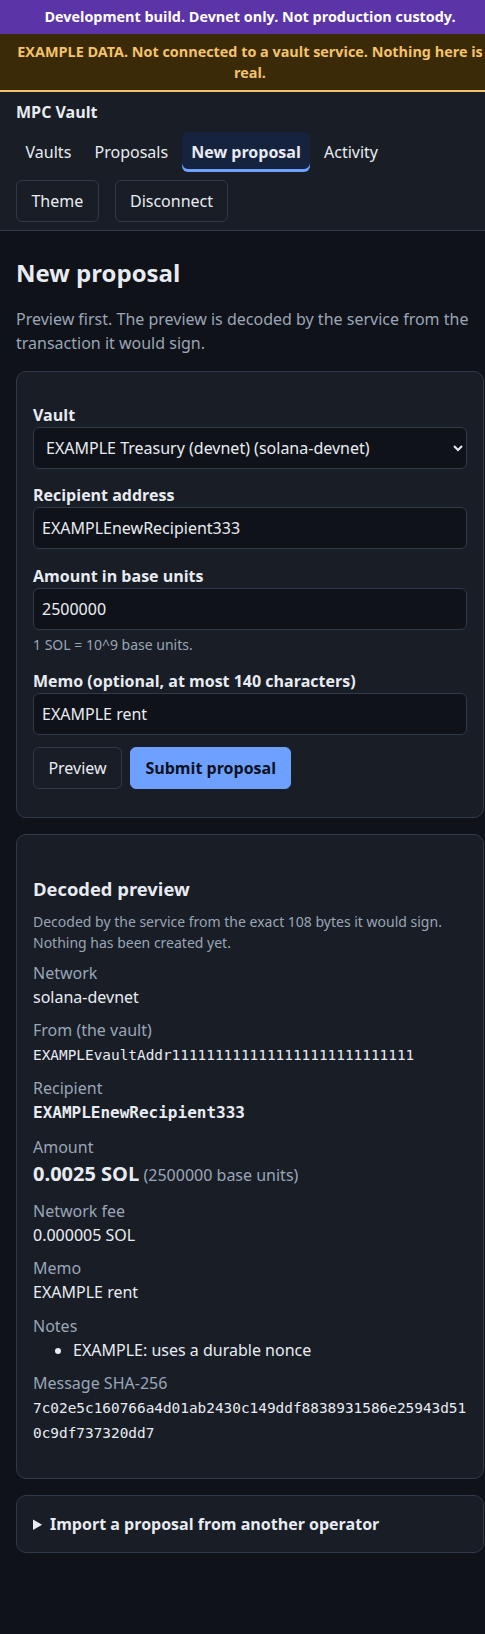 Development build. Devnet only. Not production custody.
EXAMPLE DATA. Not connected to a vault service. Nothing here is
real.
MPC Vault
Vaults Proposals New proposal Activity
Theme Disconnect
New proposal
Preview first. The preview is decoded by the service from the
transaction it would sign.
Vault
EXAMPLE Treasury (devnet) (solana-devnet)
Recipient address
EXAMPLEnewRecipient333
Amount in base units
2500000
1 SOL = 10^9 base units.
Memo (optional, at most 140 characters)
EXAMPLE rent
Preview Submit proposal
Decoded preview
Decoded by the service from the exact 108 bytes it would sign.
Nothing has been created yet.
Network
solana-devnet
From (the vault)
EXAMPLEvaultAddr1111111111111111111111111111
Recipient
EXAMPLEnewRecipient333
Amount
0.0025 SOL (2500000 base units)
Network fee
0.000005 SOL
Memo
EXAMPLE rent
Notes
• EXAMPLE: uses a durable nonce
Message SHA-256
7c02e5c160766a4d01ab2430c149ddf8838931586e25943d51
0c9df737320dd7
▶ Import a proposal from another operator